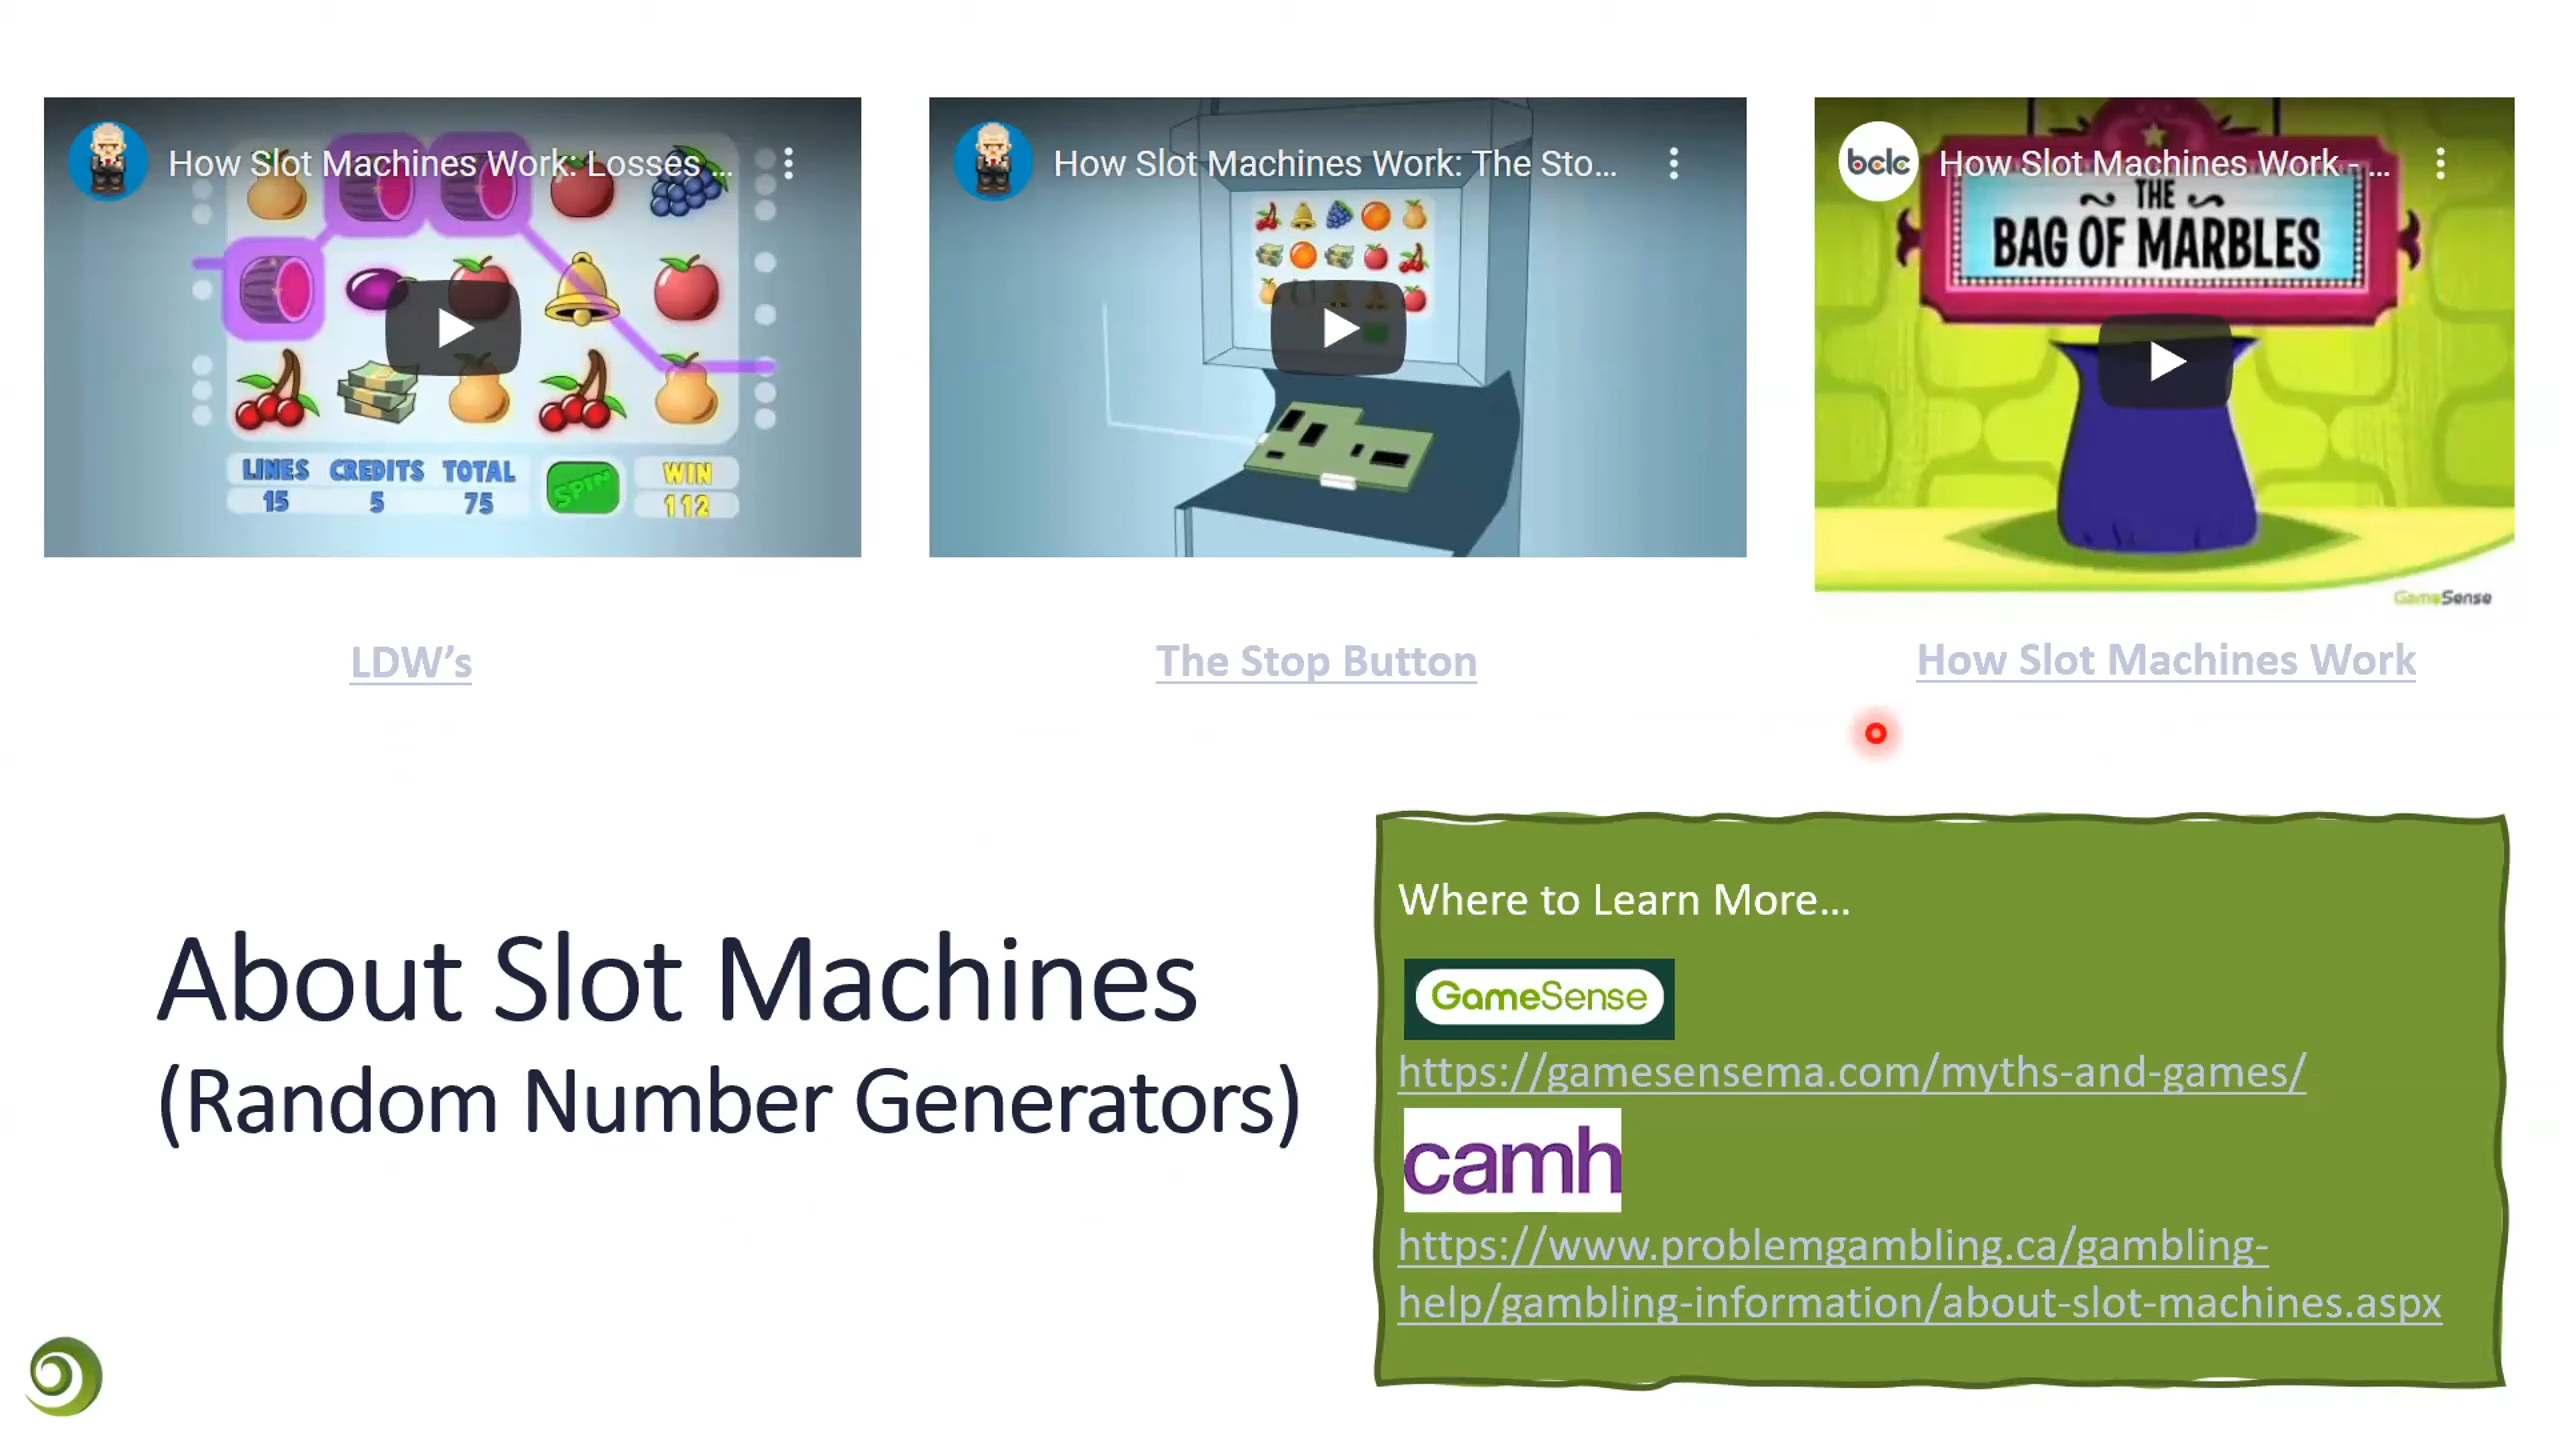 How Slot Machines Work: Losses ...
LINES CREDITS TOTAL
SPIN
WIN
15 5 75
112
How Slot Machines Work: The Sto...
bclc
How Slot Machines Work - ...
THE
BAG OF MARBLES
GameSense
LDW’s
The Stop Button
How Slot Machines Work
About Slot Machines
(Random Number Generators)
Where to Learn More...
GameSense
https://gamesensema.com/myths-and-games/
camh
https://www.problemgambling.ca/gambling-
help/gambling-information/about-slot-machines.aspx